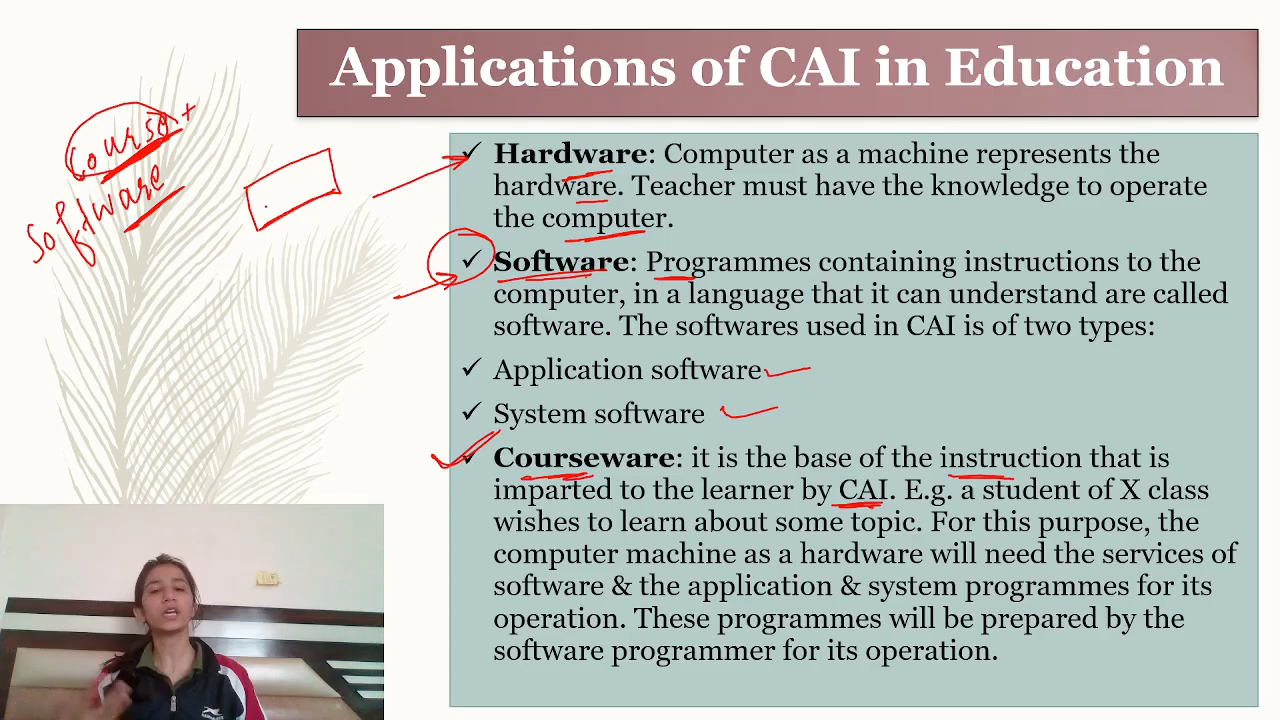 Applications of CAI in Education
Course +
Software
✓ Hardware: Computer as a machine represents the
hardware. Teacher must have the knowledge to operate
the computer.
✓ Software: Programmes containing instructions to the
computer, in a language that it can understand are called
software. The softwares used in CAI is of two types:
✓ Application software
✓ System software
✓ Courseware: it is the base of the instruction that is
imparted to the learner by CAI. E.g. a student of X class
wishes to learn about some topic. For this purpose, the
computer machine as a hardware will need the services of
software & the application & system programmes for its
operation. These programmes will be prepared by the
software programmer for its operation.